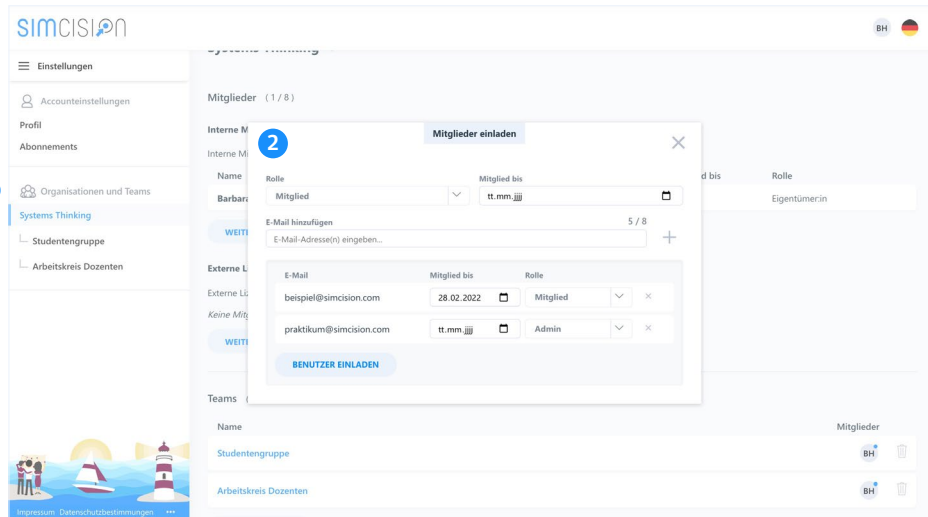 SIMCISION
BH
Einstellungen
Systems Thinking
Accounteinstellungen
Profil
Abonnements
Organisationen und Teams
Systems Thinking
Studentengruppe
Arbeitskreis Dozenten
Impressum Datenschutzbestimmungen ...
Mitglieder (1/8)
Interne M
Interne Mi
Name
d bis
Rolle
Barbara
Eigentümer:in
WEIT
Externe L
Externe Liz
Keine Mitg
WEIT
2
Mitglieder einladen
Rolle
Mitglied bis
Mitglied
tt.mm.jjjj
E-Mail hinzufügen
5 / 8
E-Mail-Adresse(n) eingeben...
E-Mail
Mitglied bis
Rolle
beispiel@simcision.com
28.02.2022
Mitglied
praktikum@simcision.com
tt.mm.jjjj
Admin
BENUTZER EINLADEN
Teams
Name
Mitglieder
Studentengruppe
BH
Arbeitskreis Dozenten
BH